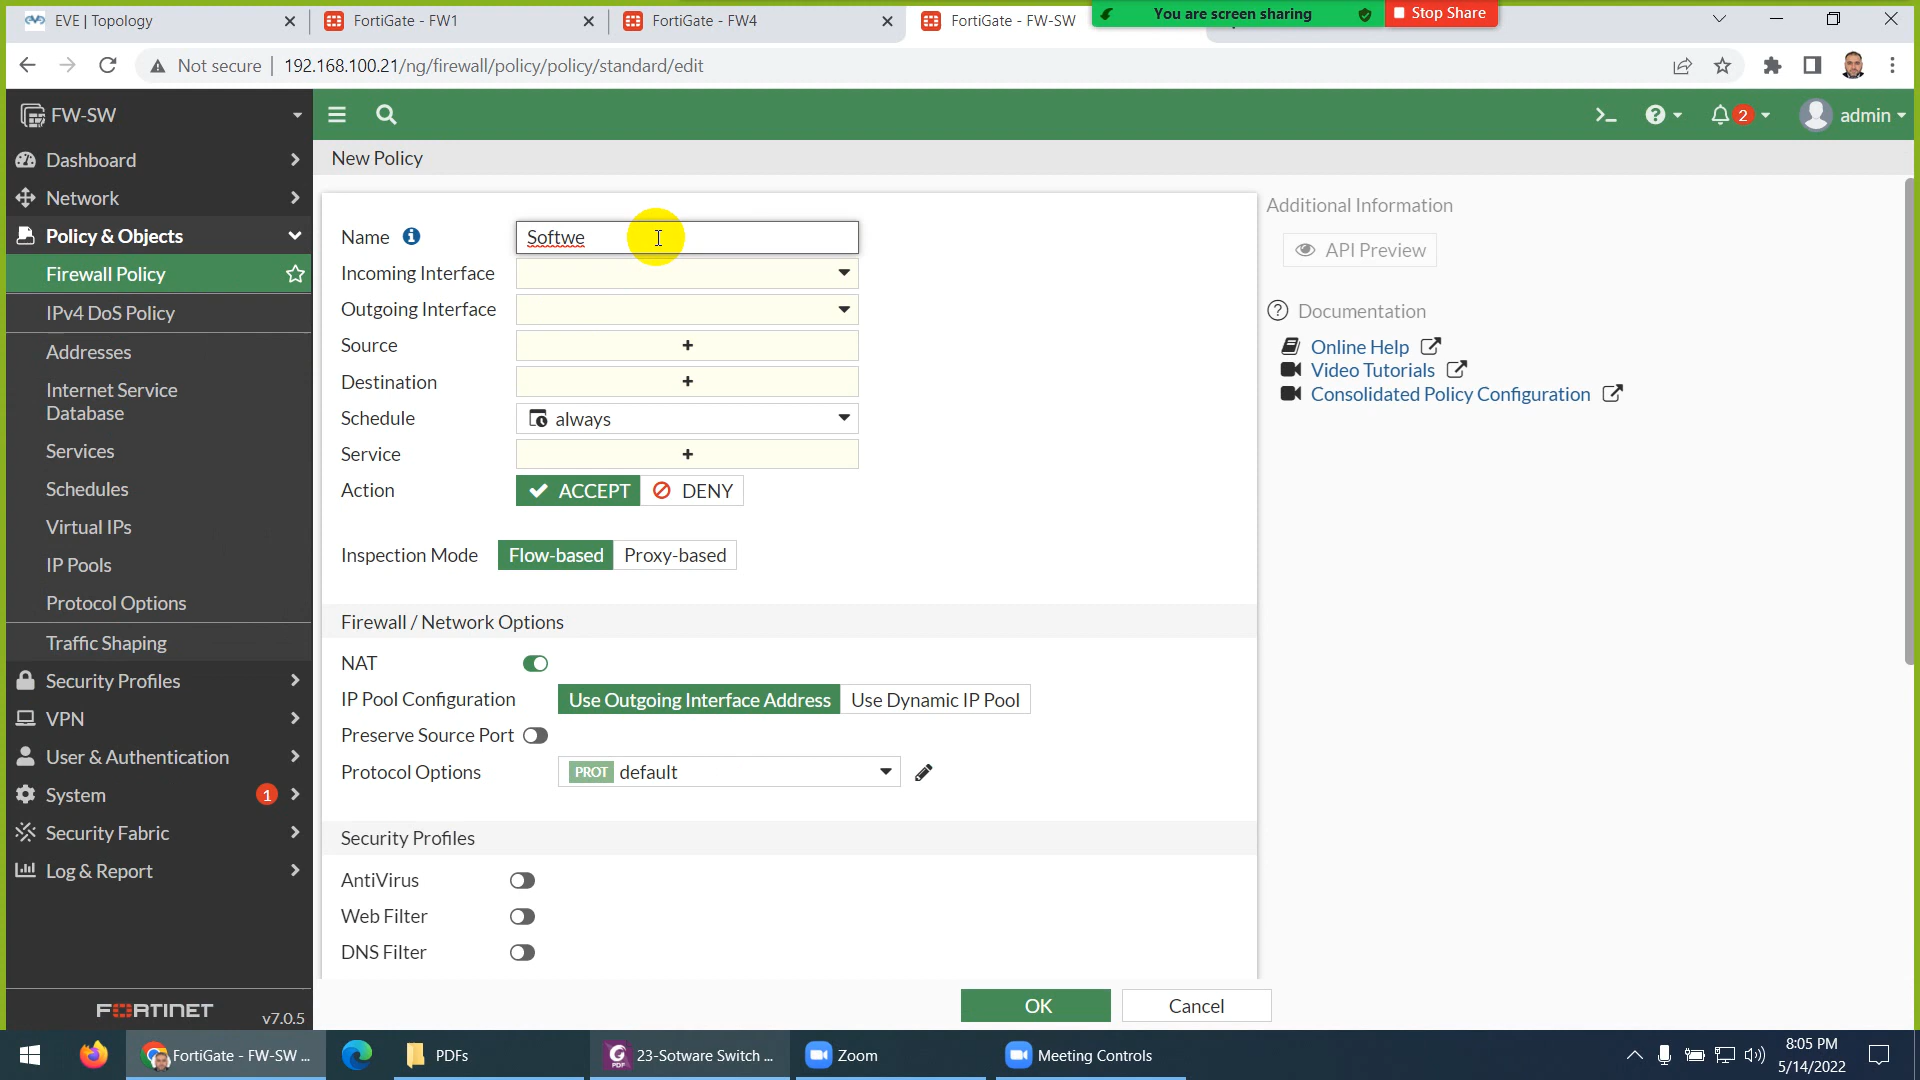 EVE | Topology
FortiGate - FW1
FortiGate - FW4
FortiGate - FW-SW
You are screen sharing
Stop Share
Not secure
192.168.100.21/ng/firewall/policy/policy/standard/edit
FW-SW
2
admin
Dashboard
Network
Policy & Objects
Firewall Policy
IPv4 DoS Policy
Addresses
Internet Service
Database
Services
Schedules
Virtual IPs
IP Pools
Protocol Options
Traffic Shaping
Security Profiles
VPN
User & Authentication
System
1
Security Fabric
Log & Report
FORTINET
v7.0.5
New Policy
Name
Softwe
Incoming Interface
Outgoing Interface
Source
+
Destination
+
Schedule
always
Service
+
Action
ACCEPT
DENY
Inspection Mode
Flow-based
Proxy-based
Firewall / Network Options
NAT
IP Pool Configuration
Use Outgoing Interface Address
Use Dynamic IP Pool
Preserve Source Port
Protocol Options
PROT
default
Security Profiles
AntiVirus
Web Filter
DNS Filter
OK
Cancel
Additional Information
API Preview
Documentation
Online Help
Video Tutorials
Consolidated Policy Configuration
FortiGate - FW-SW ...
PDFs
23-Sotware Switch ...
Zoom
Meeting Controls
8:05 PM
5/14/2022